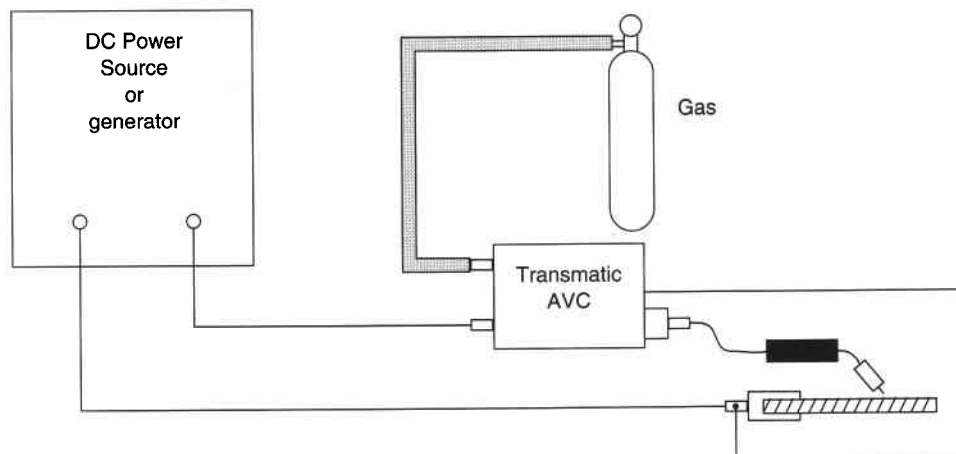 DC Power
Source
or
generator
Gas
Transmatic
AVC